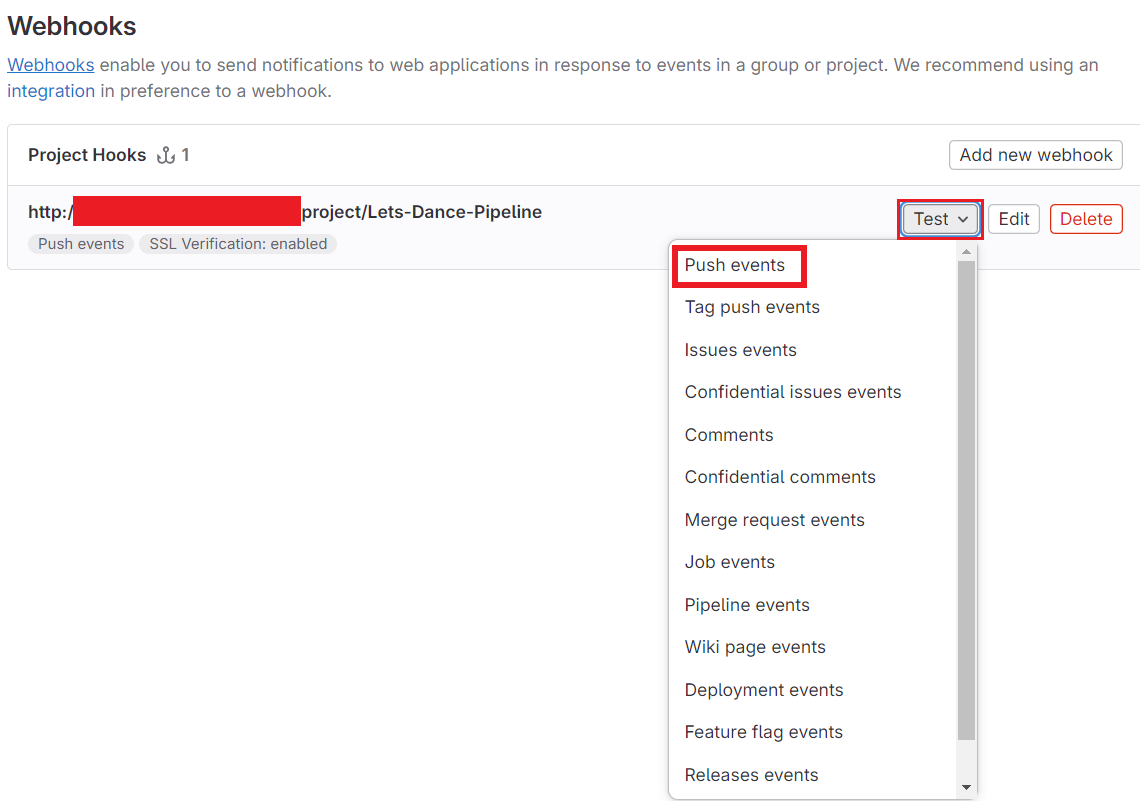 Webhooks
Webhooks enable you to send notifications to web applications in response to events in a group or project. We recommend using an
integration in preference to a webhook.
Project Hooks 1
Add new webhook
http:/
project/Lets-Dance-Pipeline
Test
Edit
Delete
Push events
SSL Verification: enabled
Push events
Tag push events
Issues events
Confidential issues events
Comments
Confidential comments
Merge request events
Job events
Pipeline events
Wiki page events
Deployment events
Feature flag events
Releases events